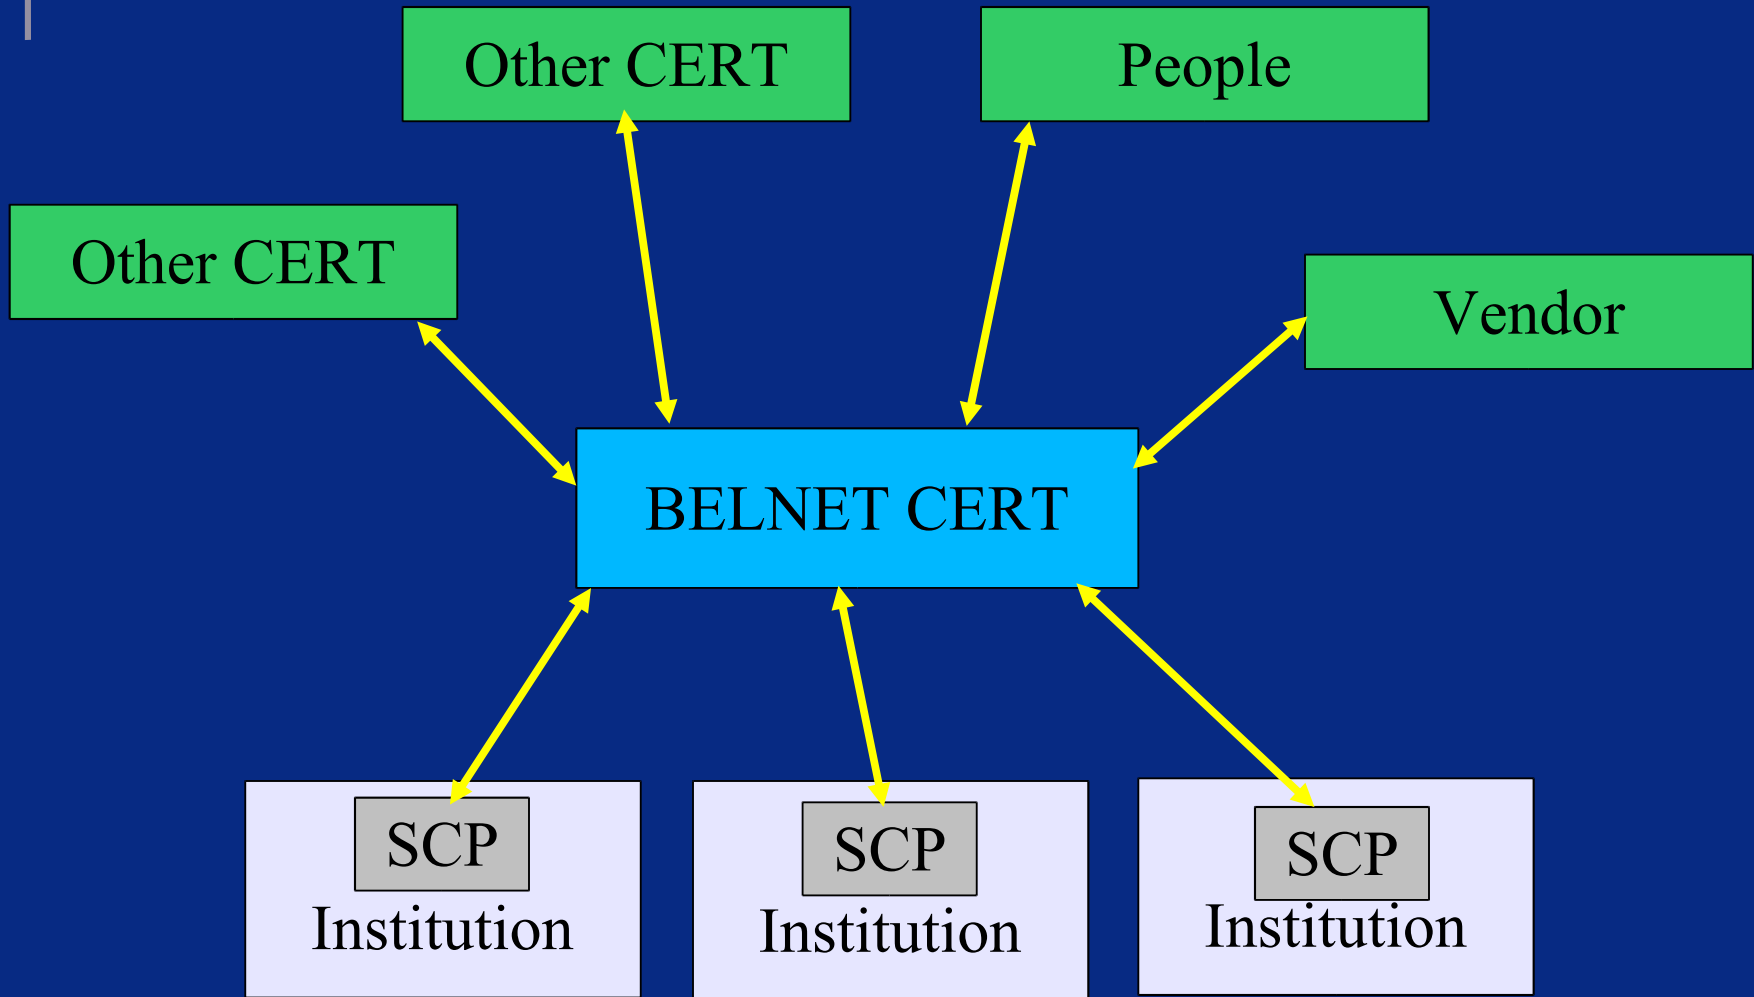 Other CERT
People
Other CERT
Vendor
BELNET CERT
SCP
Institution
SCP
Institution
SCP
Institution